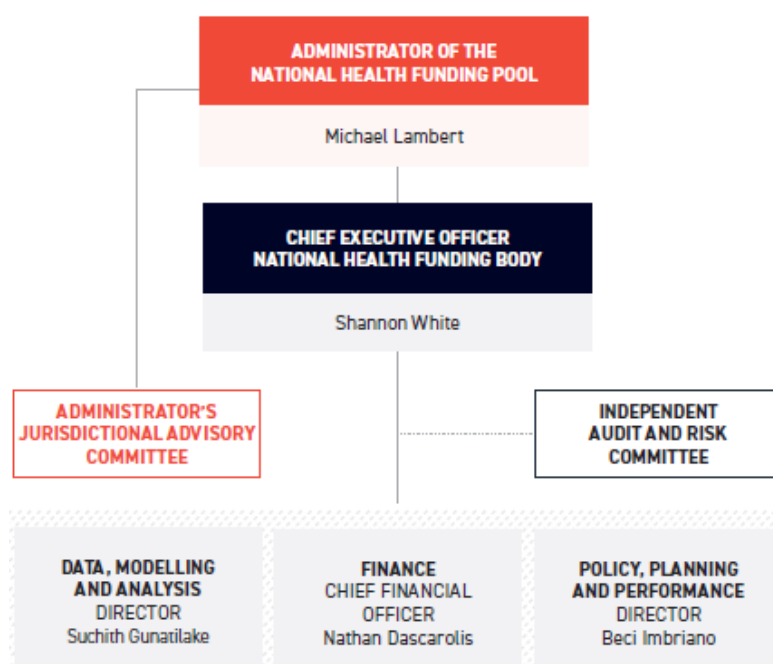 ADMINISTRATOR OF THE
NATIONAL HEALTH FUNDING POOL
Michael Lambert
CHIEF EXECUTIVE OFFICER
NATIONAL HEALTH FUNDING BODY
Shannon White
ADMINISTRATOR'S
JURISDICTIONAL ADVISORY
COMMITTEE
INDEPENDENT
AUDIT AND RISK
COMMITTEE
DATA, MODELLING
AND ANALYSIS
DIRECTOR
Suchith Gunatilake
FINANCE
CHIEF FINANCIAL
OFFICER
Nathan Dascarolis
POLICY, PLANNING
AND PERFORMANCE
DIRECTOR
Beci Imbriano